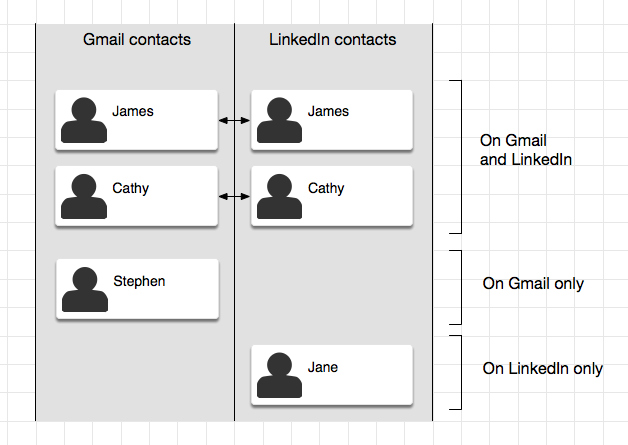 Gmail contacts
LinkedIn contacts
James
James
On Gmail
and LinkedIn
Cathy
Cathy
Stephen
On Gmail only
Jane
On LinkedIn only